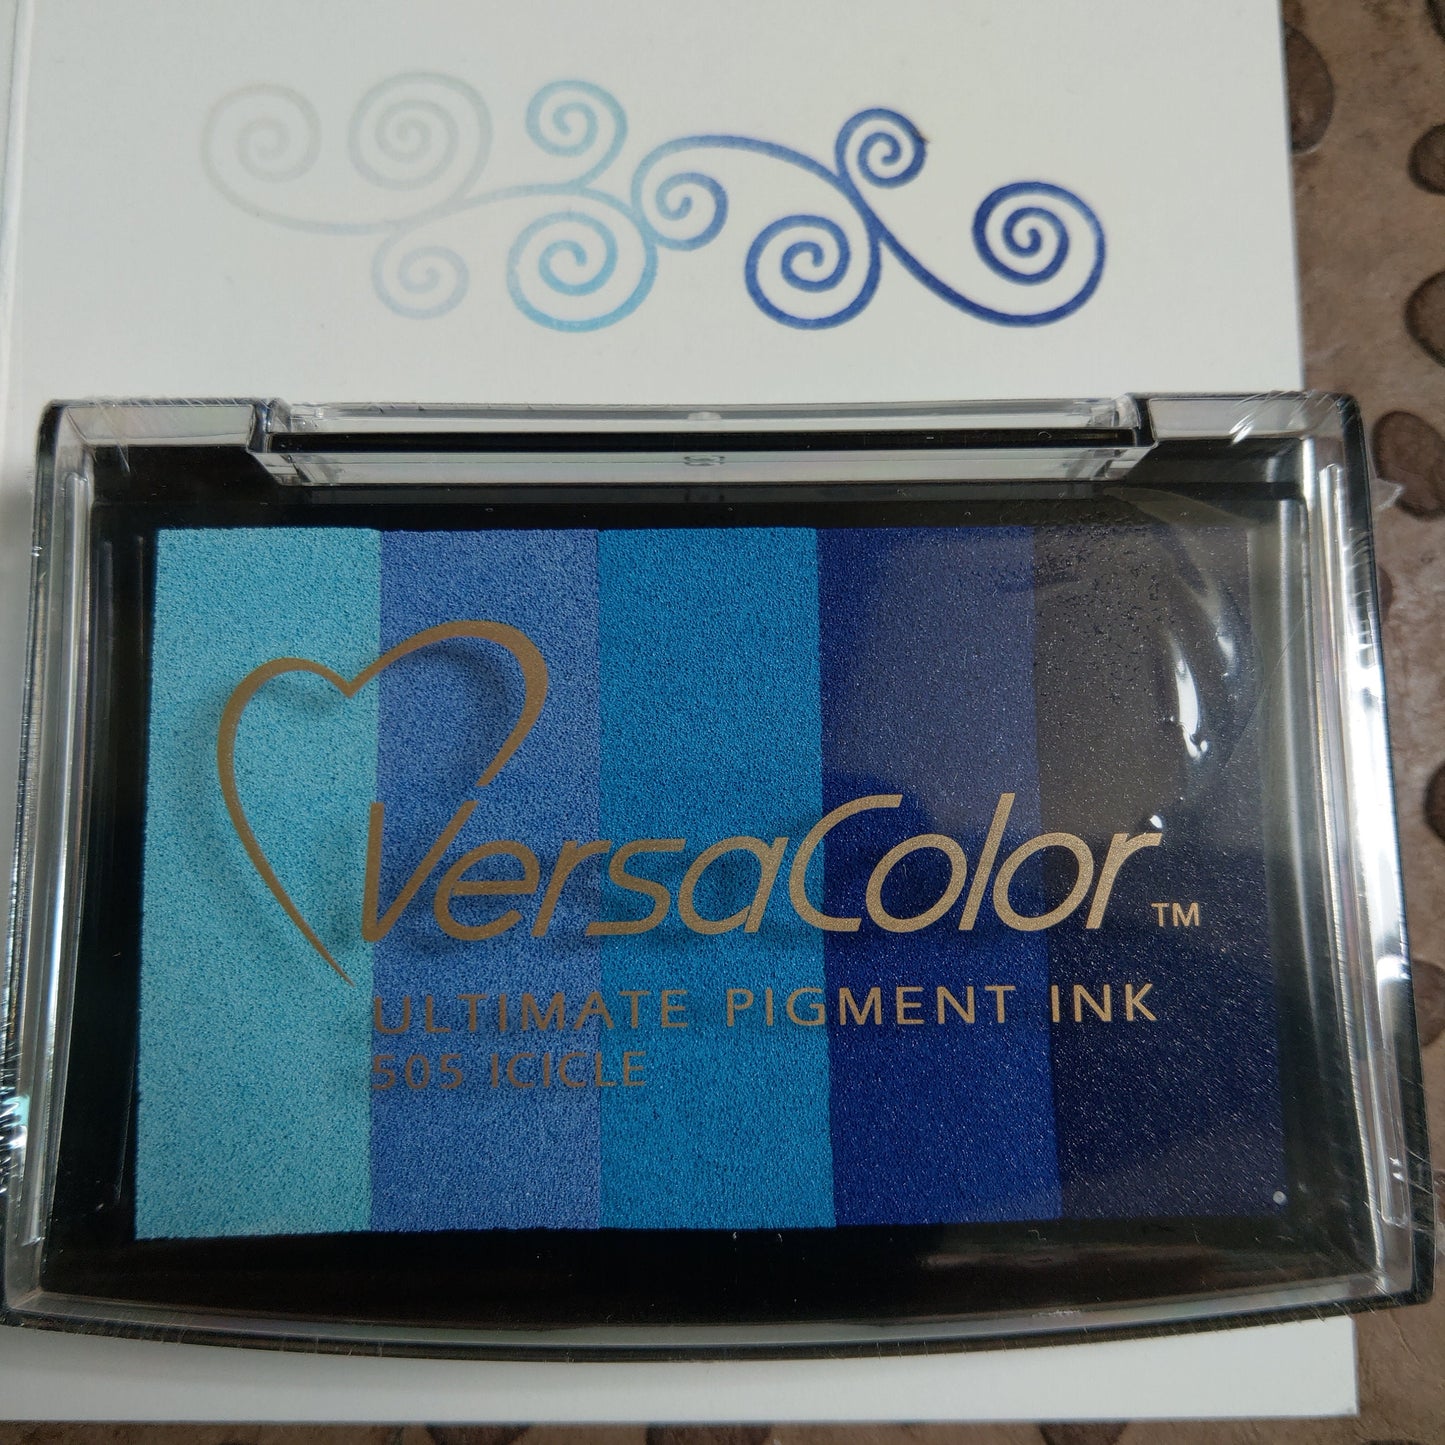 VersaColor™
ULTIMATE PIGMENT INK
505 ICICLE